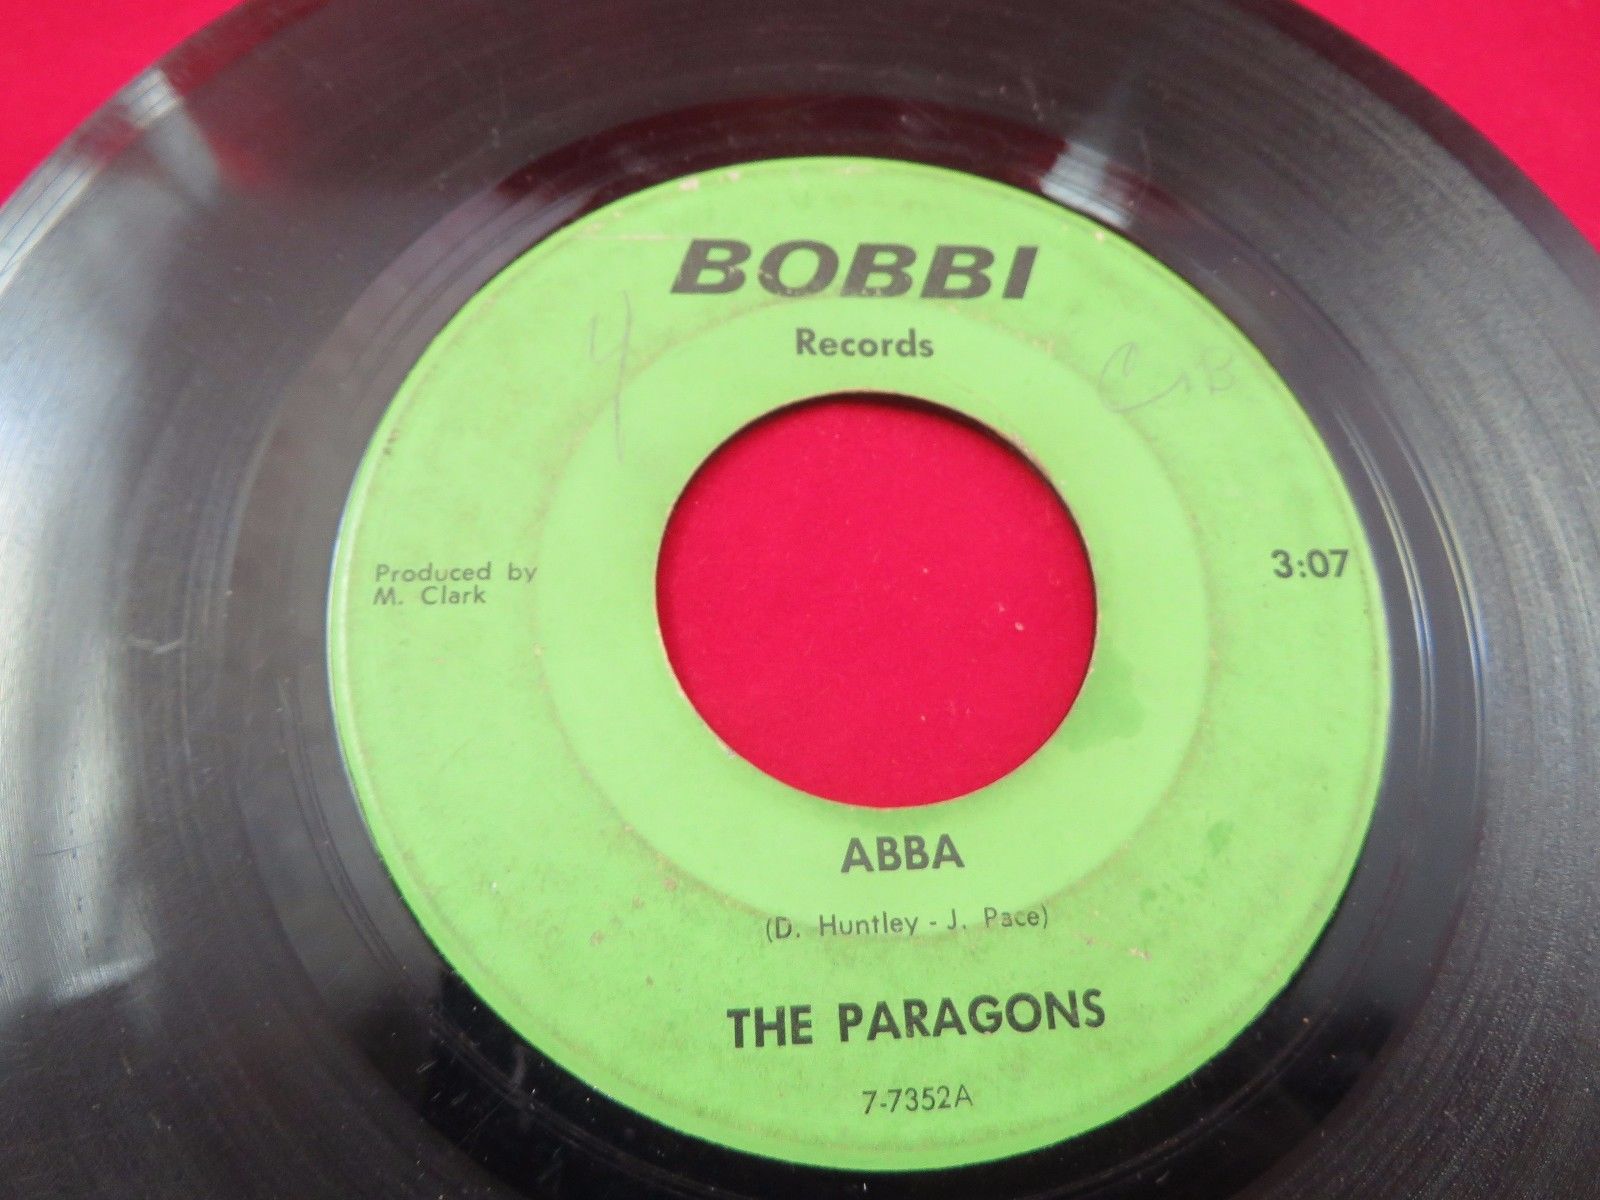 BOBBI
Records
Produced by
M. Clark
3:07
ABBA
(D. Huntley - J. Pace)
THE PARAGONS
7-7352A